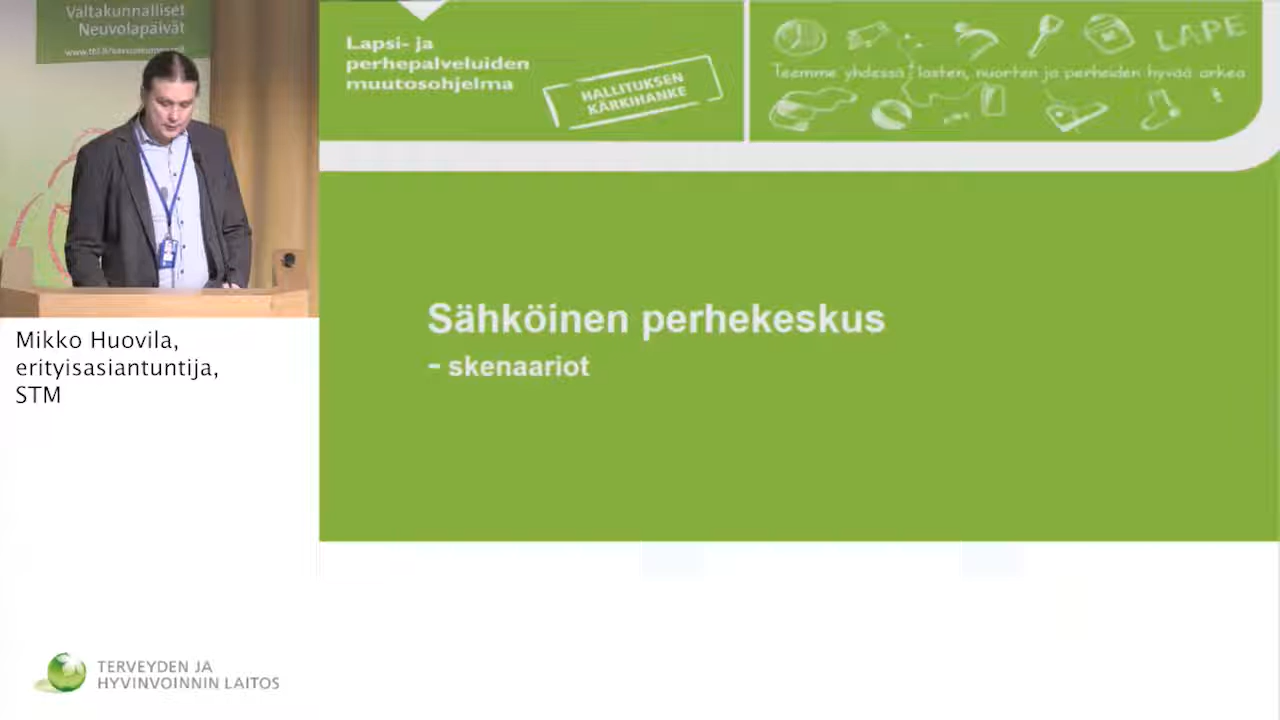 Valtakunnalliset
Neuvolapäivät
Lapsi- ja
perhepalveluiden
muutosohjelma
HALLITUKSEN
KÄRKIHANKE
LAPE
Teemme yhdessä lasten, nuorten ja perheiden hyvää arkea
Sähköinen perhekeskus
- skenaariot
Mikko Huovila,
erityisasiantuntija,
STM
TERVEYDEN JA
HYVINVOINNIN LAITOS